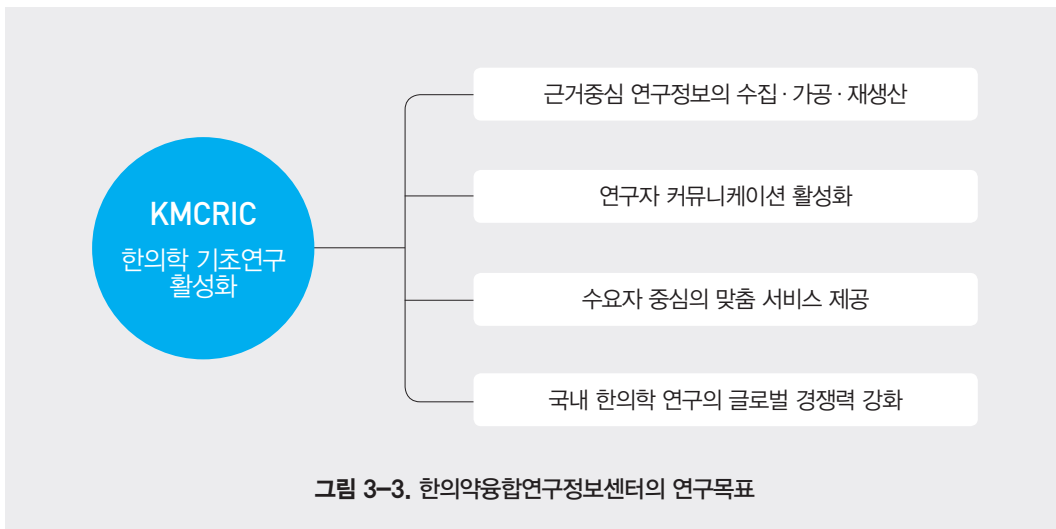 KMCRIC
한의학 기초연구
활성화
근거중심 연구정보의 수집·가공·재생산
연구자 커뮤니케이션 활성화
수요자 중심의 맞춤 서비스 제공
국내 한의학 연구의 글로벌 경쟁력 강화
그림 3-3. 한의약융합연구정보센터의 연구목표